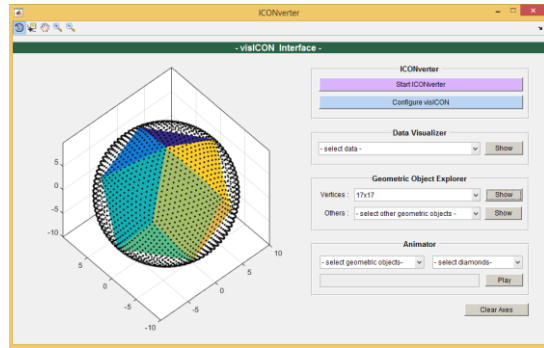 ICONverter
- visICON Interface -
ICONverter
Start ICONverter
Configure visICON
Data Visualizer
- select data -
Show
Geometric Object Explorer
Vertices : 17x17 Show
Others : - select other geometric objects - Show
Animator
- select geometric objects- - select diamonds-
Play
Clear Axes
5
0
-5
-10
5
0
-5
-10
10
5
0
-5
-10